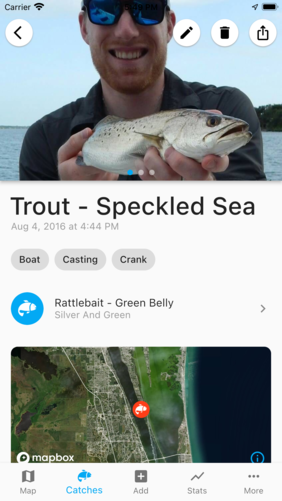 Carrier
Trout - Speckled Sea
Aug 4, 2016 at 4:44 PM
Boat Casting Crank
Rattlebait - Green Belly
Silver And Green
mapbox
Map Catches Add Stats More